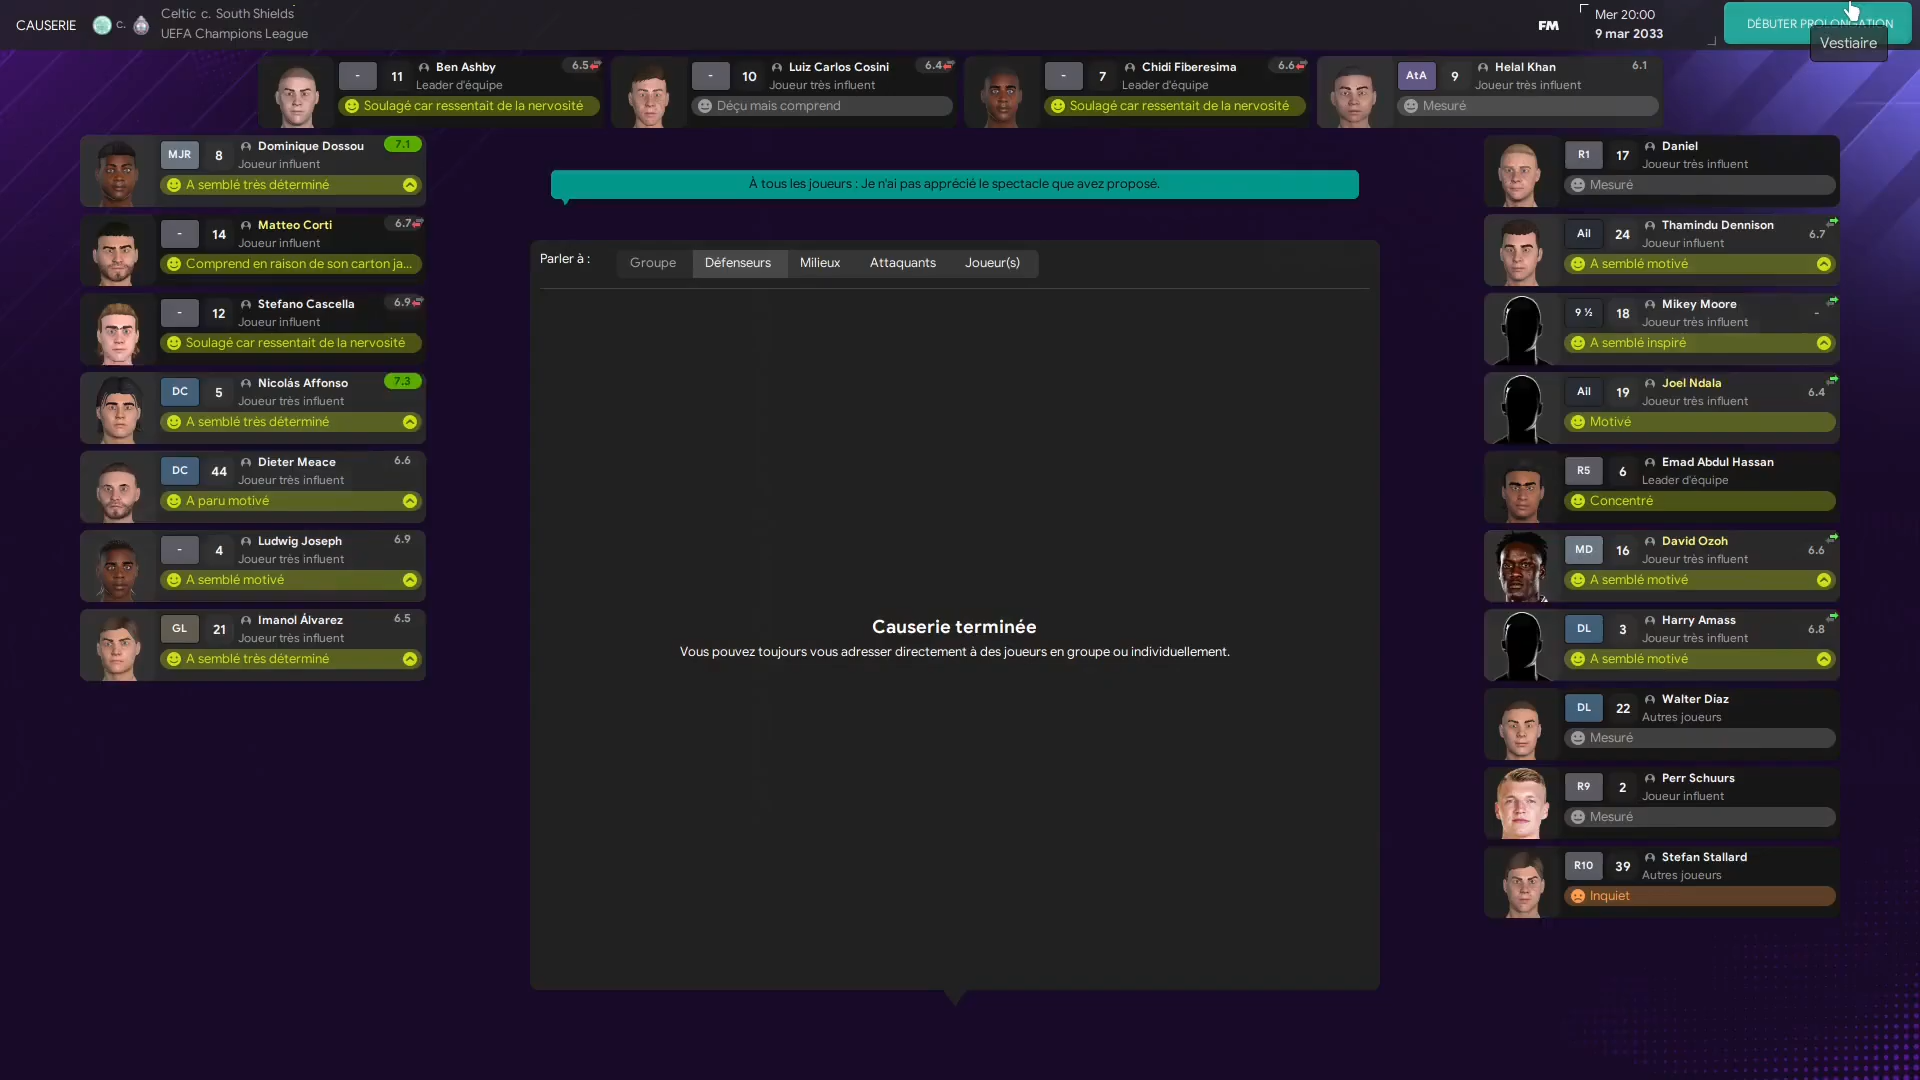 CAUSERIE
c.
Celtic c. South Shields
UEFA Champions League
FM
Mer 20:00
9 mar 2033
DÉBUTER PROLONGATION
Vestiaire
- 11 Ben Ashby 6.5
Leader d'équipe
Soulagé car ressentait de la nervosité
- 10 Luiz Carlos Cosini 6.4
Joueur très influent
Déçu mais comprend
- 7 Chidi Fiberesima 6.6
Leader d'équipe
Soulagé car ressentait de la nervosité
AtA 9 Helal Khan 6.1
Joueur très influent
Mesuré
MJR 8 Dominique Dossou 7.1
Joueur influent
A semblé très déterminé
- 14 Matteo Corti 6.7
Joueur influent
Comprend en raison de son carton ja...
- 12 Stefano Cascella 6.9
Joueur influent
Soulagé car ressentait de la nervosité
DC 5 Nicolás Affonso 7.3
Joueur très influent
A semblé très déterminé
DC 44 Dieter Meace 6.6
Joueur très influent
A paru motivé
- 4 Ludwig Joseph 6.9
Joueur très influent
A semblé motivé
GL 21 Imanol Álvarez 6.5
Joueur très influent
A semblé très déterminé
À tous les joueurs : Je n'ai pas apprécié le spectacle que avez proposé.
Parler à : Groupe Défenseurs Milieux Attaquants Joueur(s)
Causerie terminée
Vous pouvez toujours vous adresser directement à des joueurs en groupe ou individuellement.
R1 17 Daniel
Joueur très influent
Mesuré
Ail 24 Thamindu Dennison 6.7
Joueur influent
A semblé motivé
9 ½ 18 Mikey Moore -
Joueur très influent
A semblé inspiré
Ail 19 Joel Ndala 6.4
Joueur très influent
Motivé
R5 6 Emad Abdul Hassan
Leader d'équipe
Concentré
MD 16 David Ozoh 6.6
Joueur très influent
A semblé motivé
DL 3 Harry Amass 6.8
Joueur très influent
A semblé motivé
DL 22 Walter Díaz
Autres joueurs
Mesuré
R9 2 Perr Schuurs
Joueur influent
Mesuré
R10 39 Stefan Stallard
Autres joueurs
Inquiet